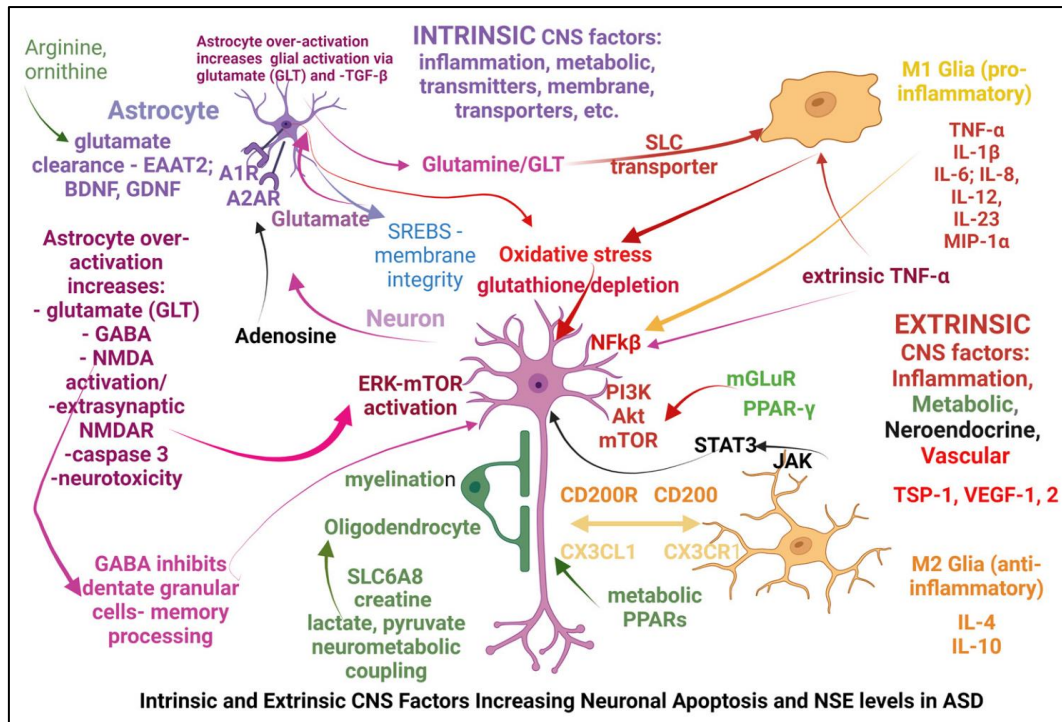 Arginine,
ornithine
Astrocyte over-activation
increases glial activation via
glutamate (GLT) and -TGF-β
INTRINSIC CNS factors:
inflammation, metabolic,
transmitters, membrane,
transporters, etc.
M1 Glia (pro-
inflammatory)
TNF-α
IL-1β
IL-6; IL-8,
IL-12,
IL-23
MIP-1α
Astrocyte
glutamate
clearance - EAAT2;
BDNF, GDNF
A1R
A2AR
Glutamate
Glutamine/GLT
SLC
transporter
SREBS -
membrane
integrity
Oxidative stress
glutathione depletion
extrinsic TNF-α
Astrocyte over-
activation
increases:
- glutamate (GLT)
- GABA
- NMDA
activation/
-extrasynaptic
NMDAR
-caspase 3
-neurotoxicity
Adenosine
Neuron
NFkβ
ERK-mTOR
activation
PI3K
Akt
mTOR
mGLuR
PPAR-γ
STAT3
JAK
EXTRINSIC
CNS factors:
Inflammation,
Metabolic,
Neroendocrine,
Vascular
TSP-1, VEGF-1, 2
myelination
Oligodendrocyte
CD200R CD200
CX3CL1 CX3CR1
GABA inhibits
dentate granular
cells- memory
processing
SLC6A8
creatine
lactate, pyruvate
neurometabolic
coupling
metabolic
PPARs
M2 Glia (anti-
inflammatory)
IL-4
IL-10
Intrinsic and Extrinsic CNS Factors Increasing Neuronal Apoptosis and NSE levels in ASD